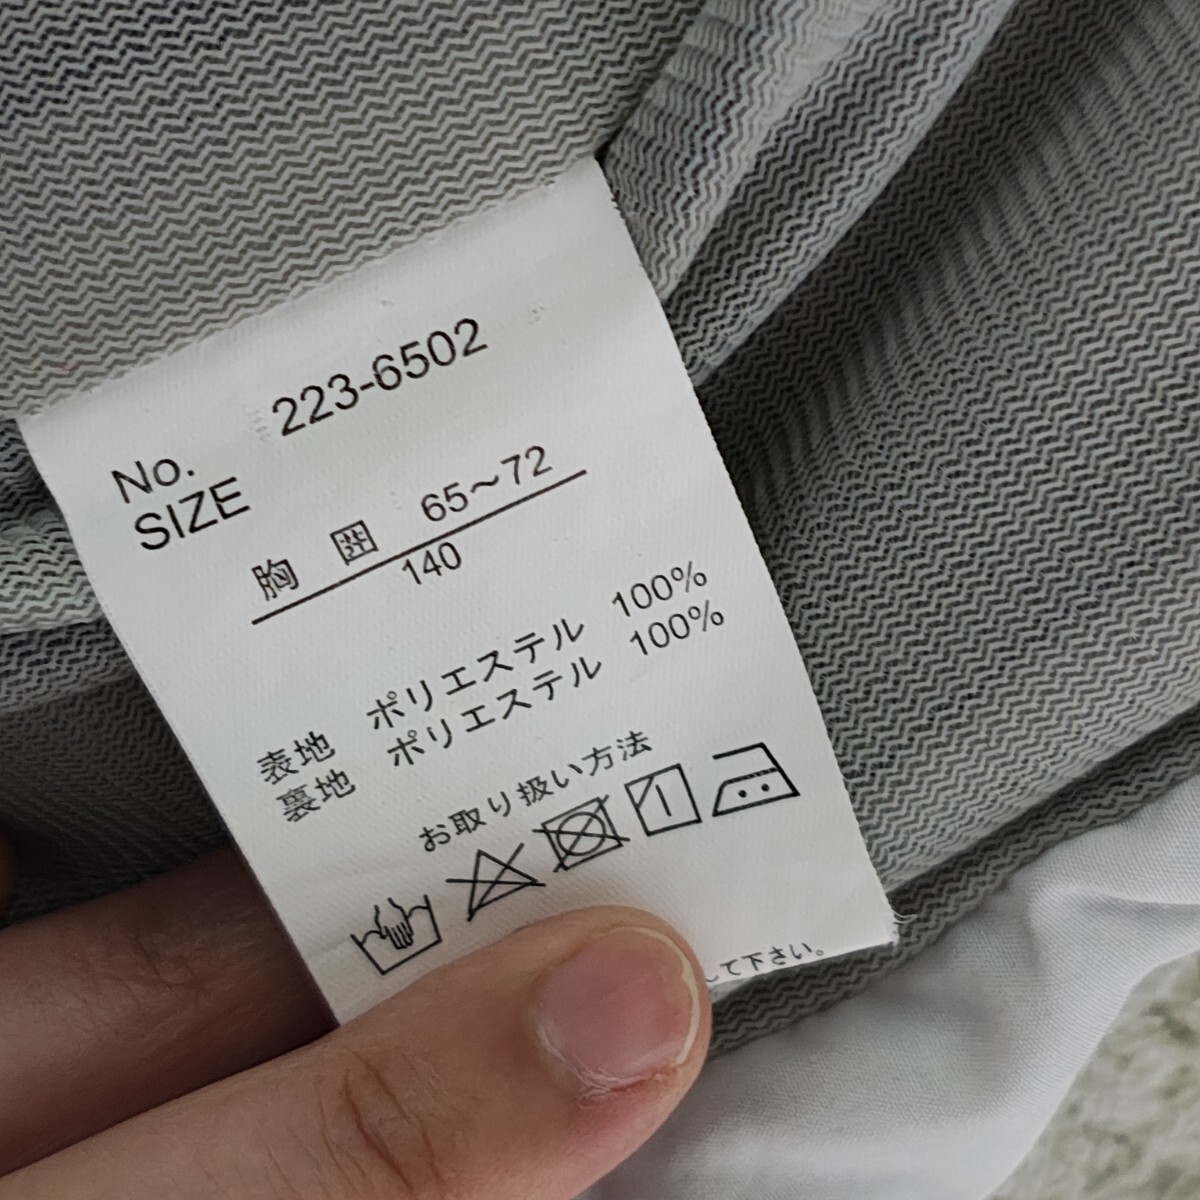 No. 223-6502
SIZE
胸 囲 65～72
140
表地 ポリエステル 100%
裏地 ポリエステル 100%
お取り扱い方法
して下さい。